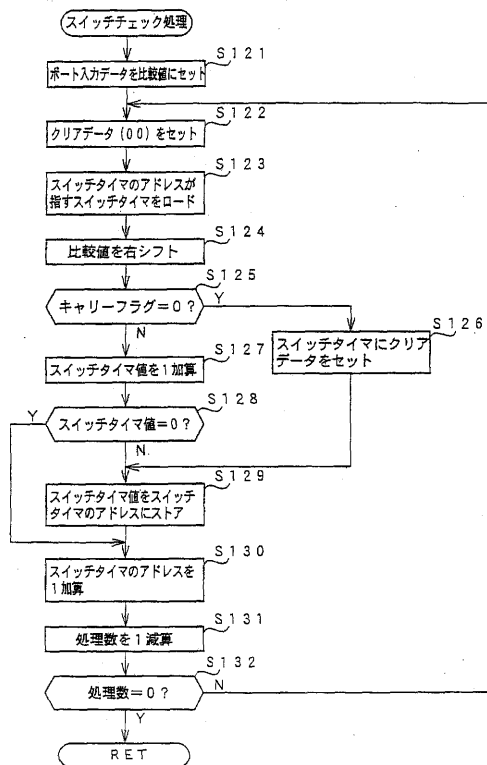 スイッチチェック処理
S121
ポート入力データを比較値にセット
S122
クリアデータ(00)をセット
S123
スイッチタイマのアドレスが
指すスイッチタイマをロード
S124
比較値を右シフト
S125
キャリーフラグ=0?
Y
N
S126
スイッチタイマにクリア
データをセット
S127
スイッチタイマ値を1加算
S128
Y
スイッチタイマ値=0?
N
S129
スイッチタイマ値をスイッチ
タイマのアドレスにストア
S130
スイッチタイマのアドレスを
1加算
S131
処理数を1減算
S132
処理数=0?
N
Y
RET